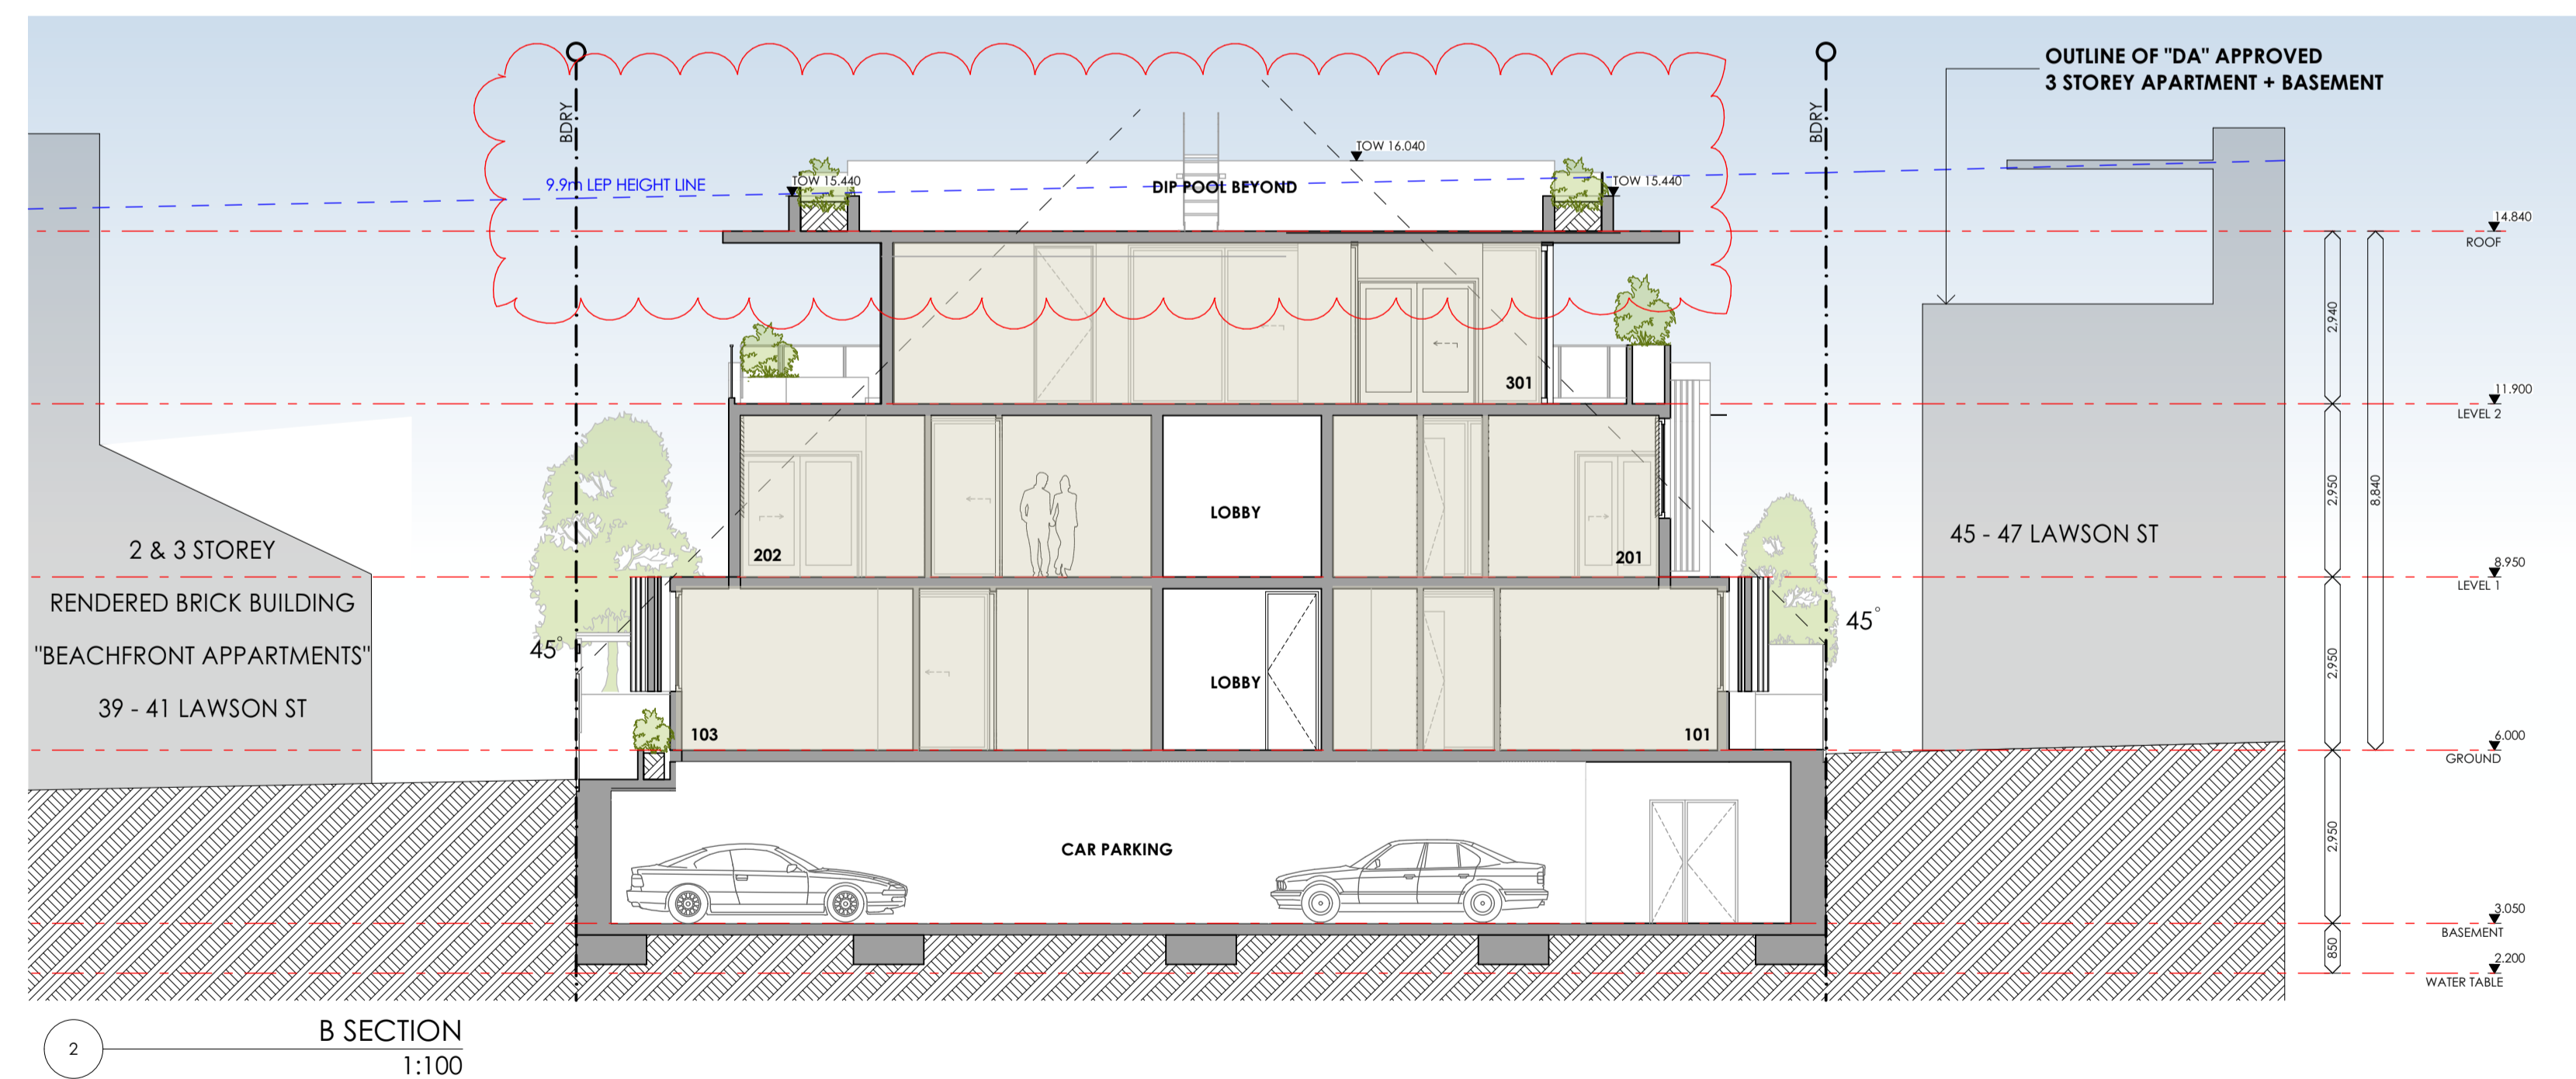 OUTLINE OF "DA" APPROVED
3 STOREY APARTMENT + BASEMENT
BDRY
BDRY
TOW 16.040
9.9m LEP HEIGHT LINE
TOW 15.440
DIP POOL BEYOND
TOW 15.440
14.840
ROOF
2,940
301
11.900
LEVEL 2
2,950
8,840
LOBBY
45 - 47 LAWSON ST
2 & 3 STOREY
202
201
8.950
LEVEL 1
RENDERED BRICK BUILDING
45°
45°
"BEACHFRONT APPARTMENTS"
2,950
LOBBY
39 - 41 LAWSON ST
103
101
6.000
GROUND
2,950
CAR PARKING
3.050
BASEMENT
850
2.200
WATER TABLE
2
B SECTION
1:100